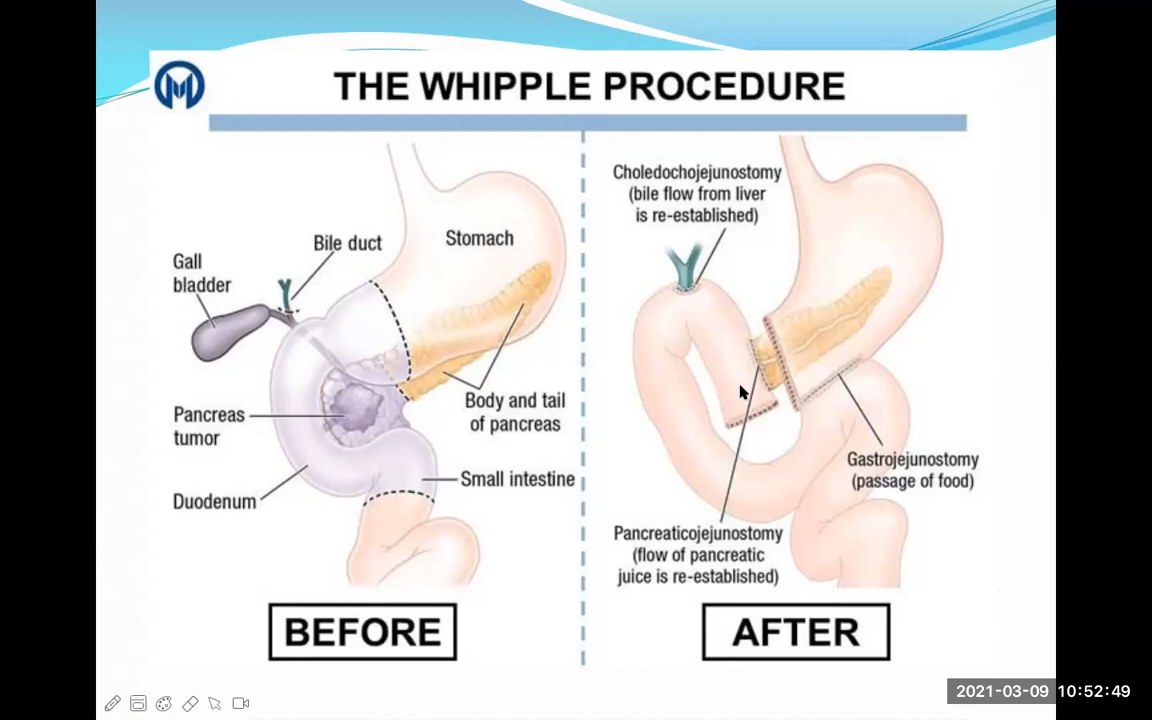 THE WHIPPLE PROCEDURE
Gall
bladder
Bile duct
Stomach
Pancreas
tumor
Body and tail
of pancreas
Duodenum
Small intestine
BEFORE
Choledochojejunostomy
(bile flow from liver
is re-established)
Gastrojejunostomy
(passage of food)
Pancreaticojejunostomy
(flow of pancreatic
juice is re-established)
AFTER
2021-03-09 10:52:49